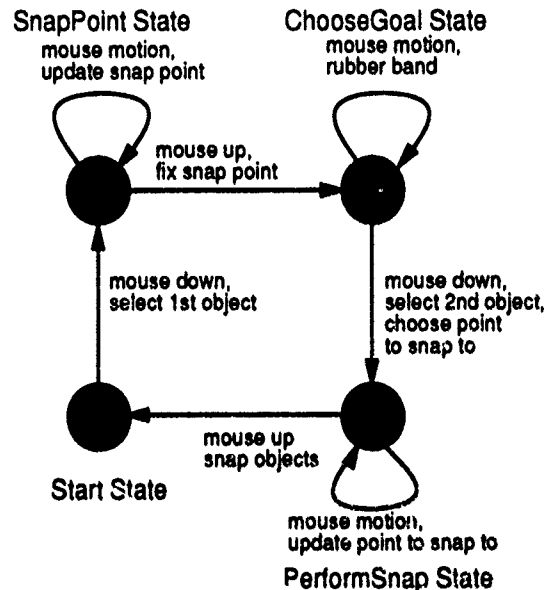 SnapPoint State
mouse motion,
update snap point
ChooseGoal State
mouse motion,
rubber band
mouse up,
fix snap point
mouse down,
select 1st object
mouse down,
select 2nd object,
choose point
to snap to
mouse up
snap objects
Start State
mouse motion,
update point to snap to
PerformSnap State